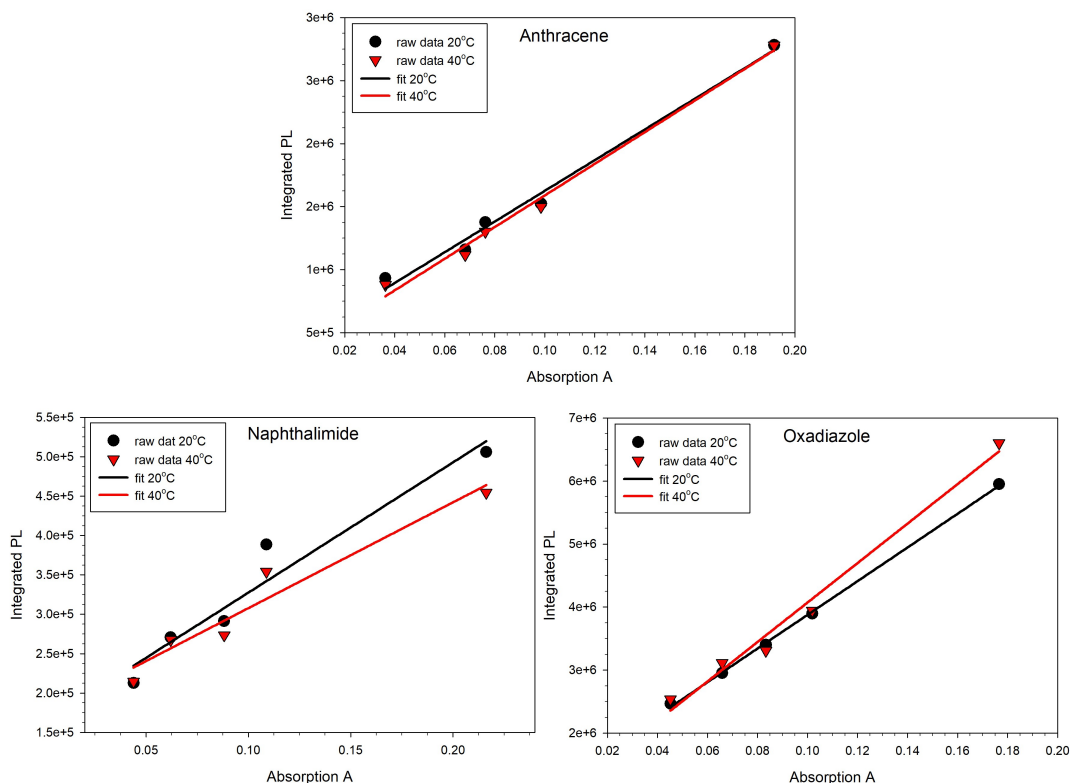 Anthracene
raw data 20°C
raw data 40°C
fit 20°C
fit 40°C
3e+6
3e+6
2e+6
2e+6
1e+6
5e+5
Integrated PL
0.02 0.04 0.06 0.08 0.10 0.12 0.14 0.16 0.18 0.20
Absorption A
Naphthalimide
raw dat 20°C
raw data 40°C
fit 20°C
fit 40°C
5.5e+5
5.0e+5
4.5e+5
4.0e+5
3.5e+5
3.0e+5
2.5e+5
2.0e+5
1.5e+5
Integrated PL
0.05 0.10 0.15 0.20
Absorption A
Oxadiazole
raw data 20°C
raw data 40°C
fit 20°C
fit 40°C
7e+6
6e+6
5e+6
4e+6
3e+6
2e+6
Integrated PL
0.02 0.04 0.06 0.08 0.10 0.12 0.14 0.16 0.18 0.20
Absorption A